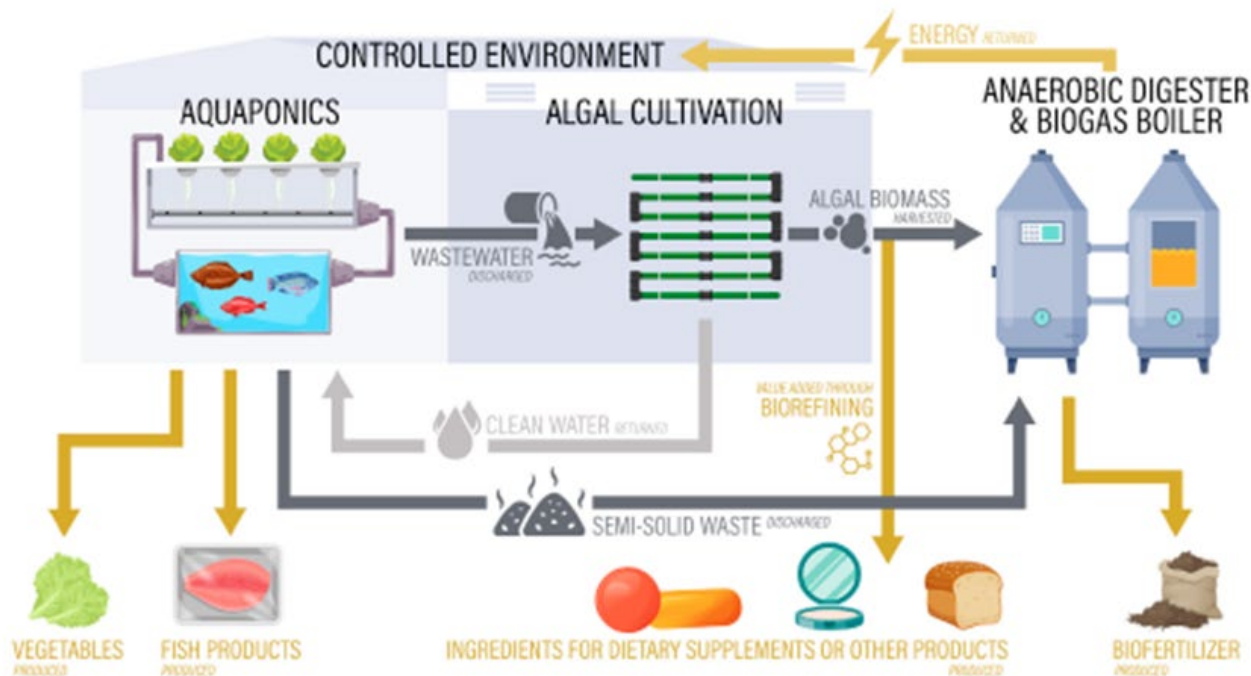 ENERGY RETURNED
CONTROLLED ENVIRONMENT
ANAEROBIC DIGESTER
& BIOGAS BOILER
AQUAPONICS
ALGAL CULTIVATION
ALGAL BIOMASS
HARVESTED
WASTEWATER
DISCHARGED
VALUE ADDED THROUGH
BIOREFINING
CLEAN WATER RETURNED
SEMI-SOLID WASTE DISCHARGED
VEGETABLES
PRODUCED
FISH PRODUCTS
PRODUCED
INGREDIENTS FOR DIETARY SUPPLEMENTS OR OTHER PRODUCTS
PRODUCED
BIOFERTILIZER
PRODUCED